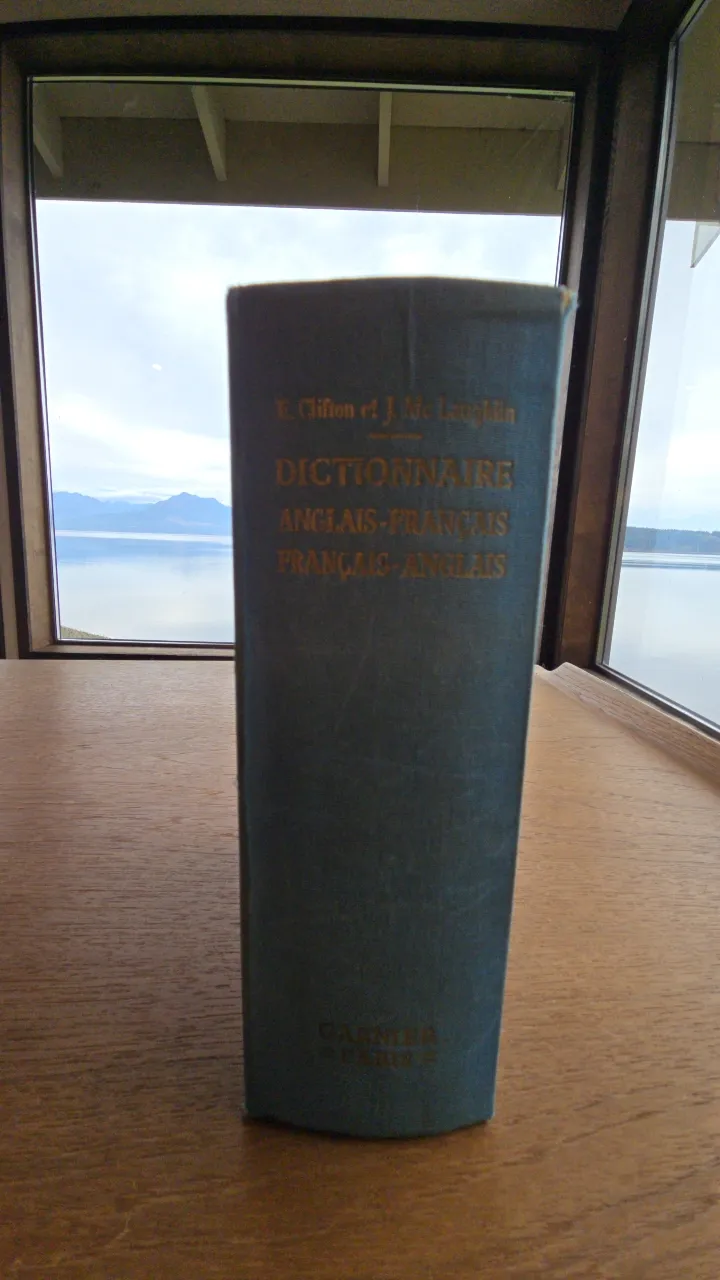 E. Clifton et J. Mc Laughlin
DICTIONNAIRE
ANGLAIS-FRANÇAIS
FRANÇAIS-ANGLAIS
GARNIER